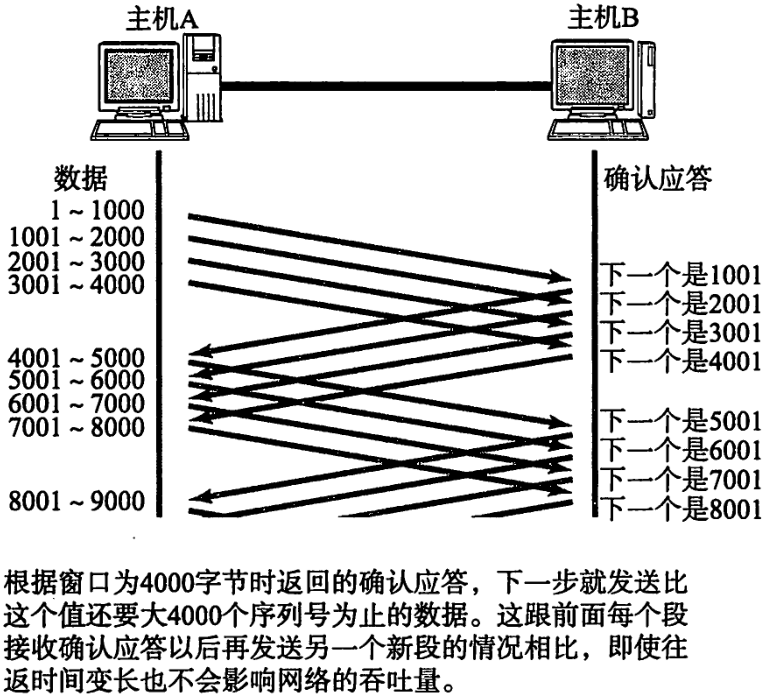 主机A
主机B
数据
确认应答
1 ~ 1000
1001 ~ 2000
2001 ~ 3000
3001 ~ 4000
下一个是1001
下一个是2001
下一个是3001
下一个是4001
4001 ~ 5000
5001 ~ 6000
6001 ~ 7000
7001 ~ 8000
下一个是5001
下一个是6001
下一个是7001
下一个是8001
8001 ~ 9000
根据窗口为4000字节时返回的确认应答，下一步就发送比
这个值还要大4000个序列号为止的数据。这跟前面每个段
接收确认应答以后再发送另一个新段的情况相比，即使往
返时间变长也不会影响网络的吞吐量。